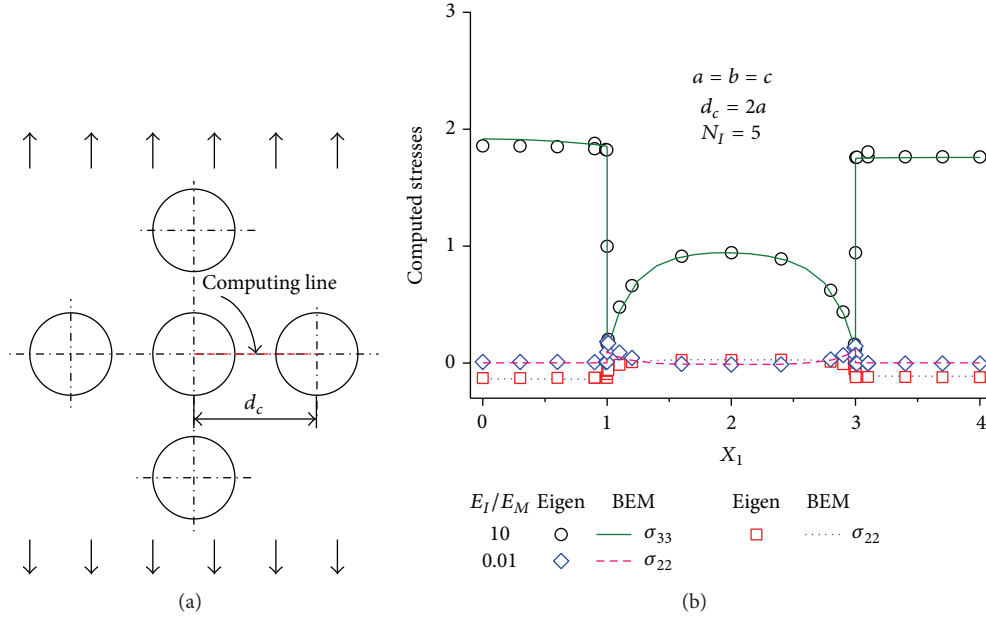 Computing line
d_c
(a)
3
2
1
0
Computed stresses
a = b = c
d_c = 2a
N_I = 5
0 1 2 3 4
X_1
E_I/E_M Eigen BEM Eigen BEM
10 σ_33 σ_22
0.01 σ_22
(b)